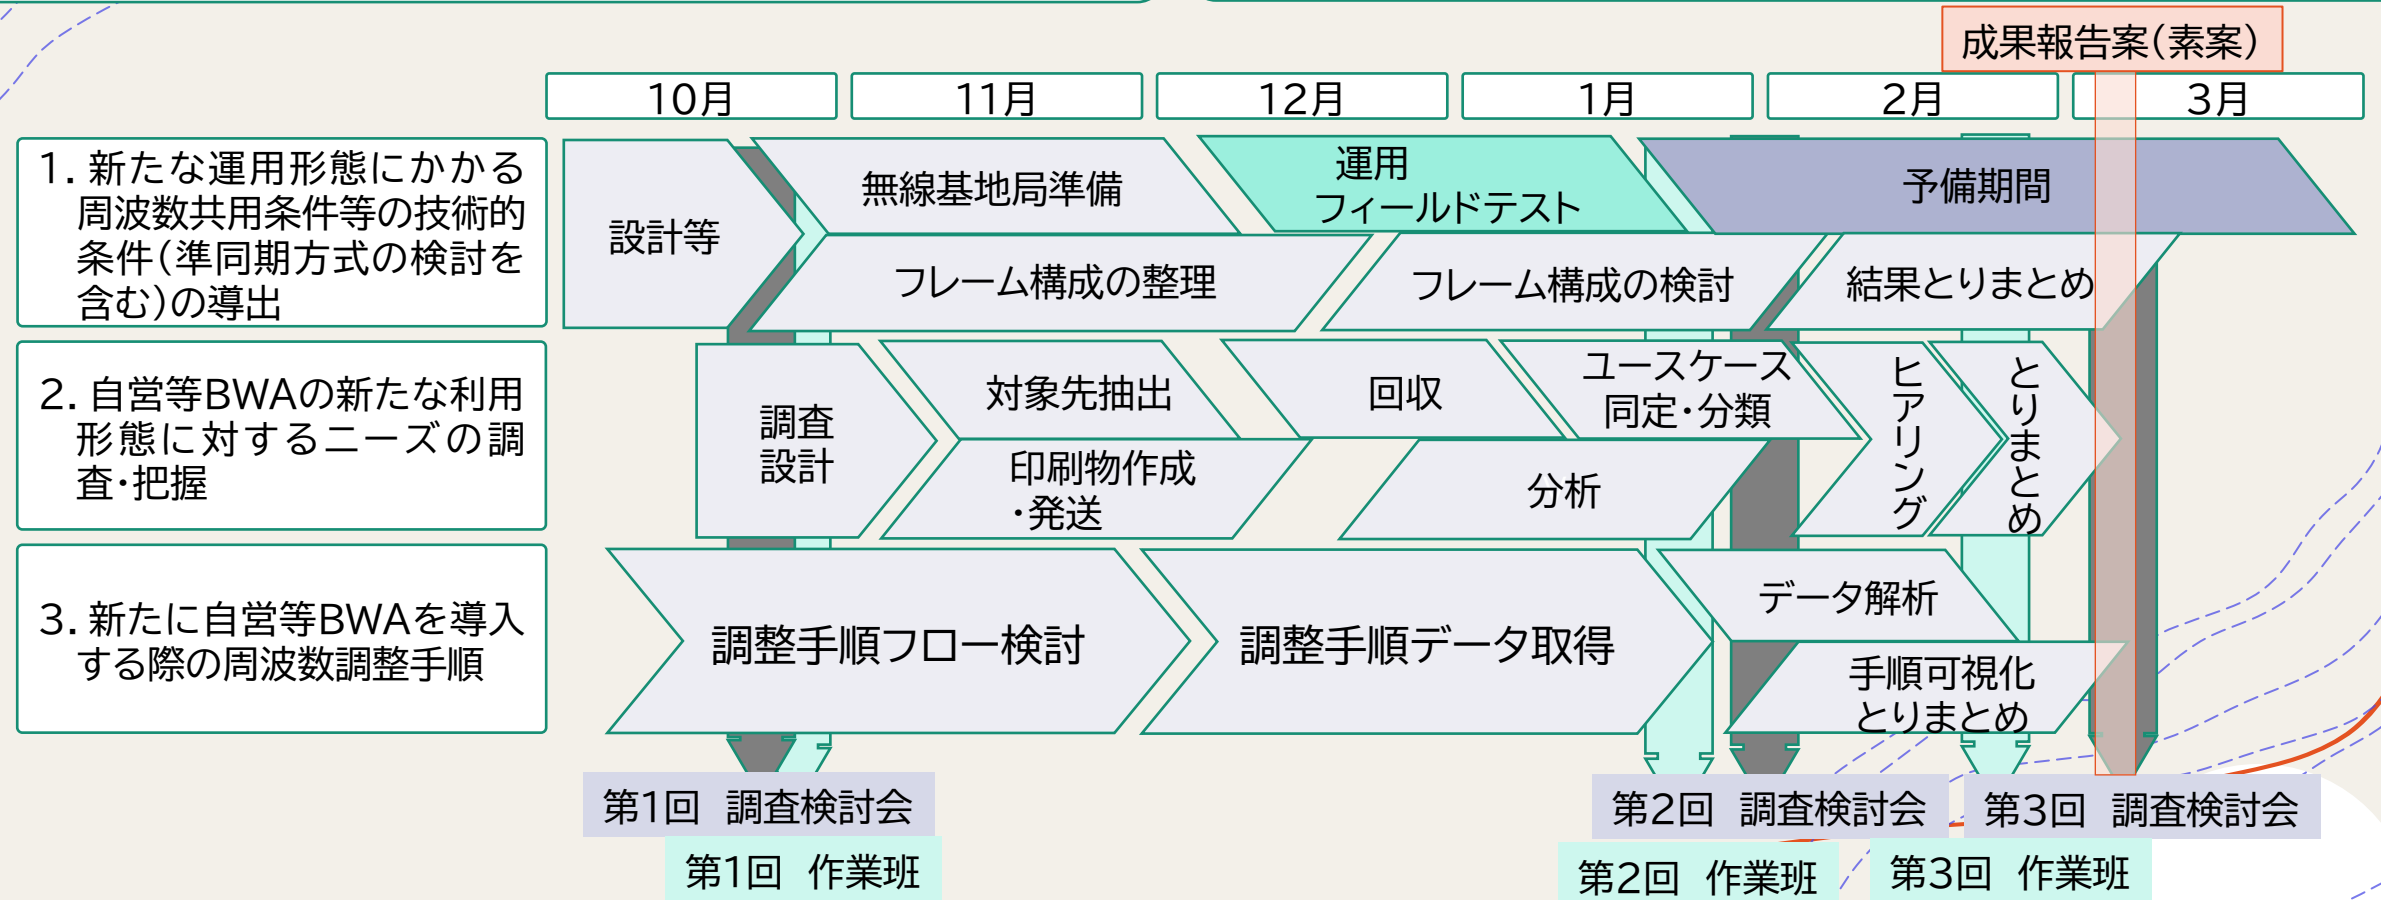 成果報告案(素案)
10月
11月
12月
1月
2月
3月
1. 新たな運用形態にかかる
周波数共用条件等の技術的
条件(準同期方式の検討を
含む)の導出
設計等
無線基地局準備
運用
フィールドテスト
予備期間
フレーム構成の整理
フレーム構成の検討
結果とりまとめ
2. 自営等BWAの新たな利用
形態に対するニーズの調
査・把握
調査
設計
対象先抽出
回収
ユースケース
同定・分類
ヒアリング
とりまとめ
印刷物作成
・発送
分析
3. 新たに自営等BWAを導入
する際の周波数調整手順
調整手順フロー検討
調整手順データ取得
データ解析
手順可視化
とりまとめ
第1回 調査検討会
第2回 調査検討会
第3回 調査検討会
第1回 作業班
第2回 作業班
第3回 作業班